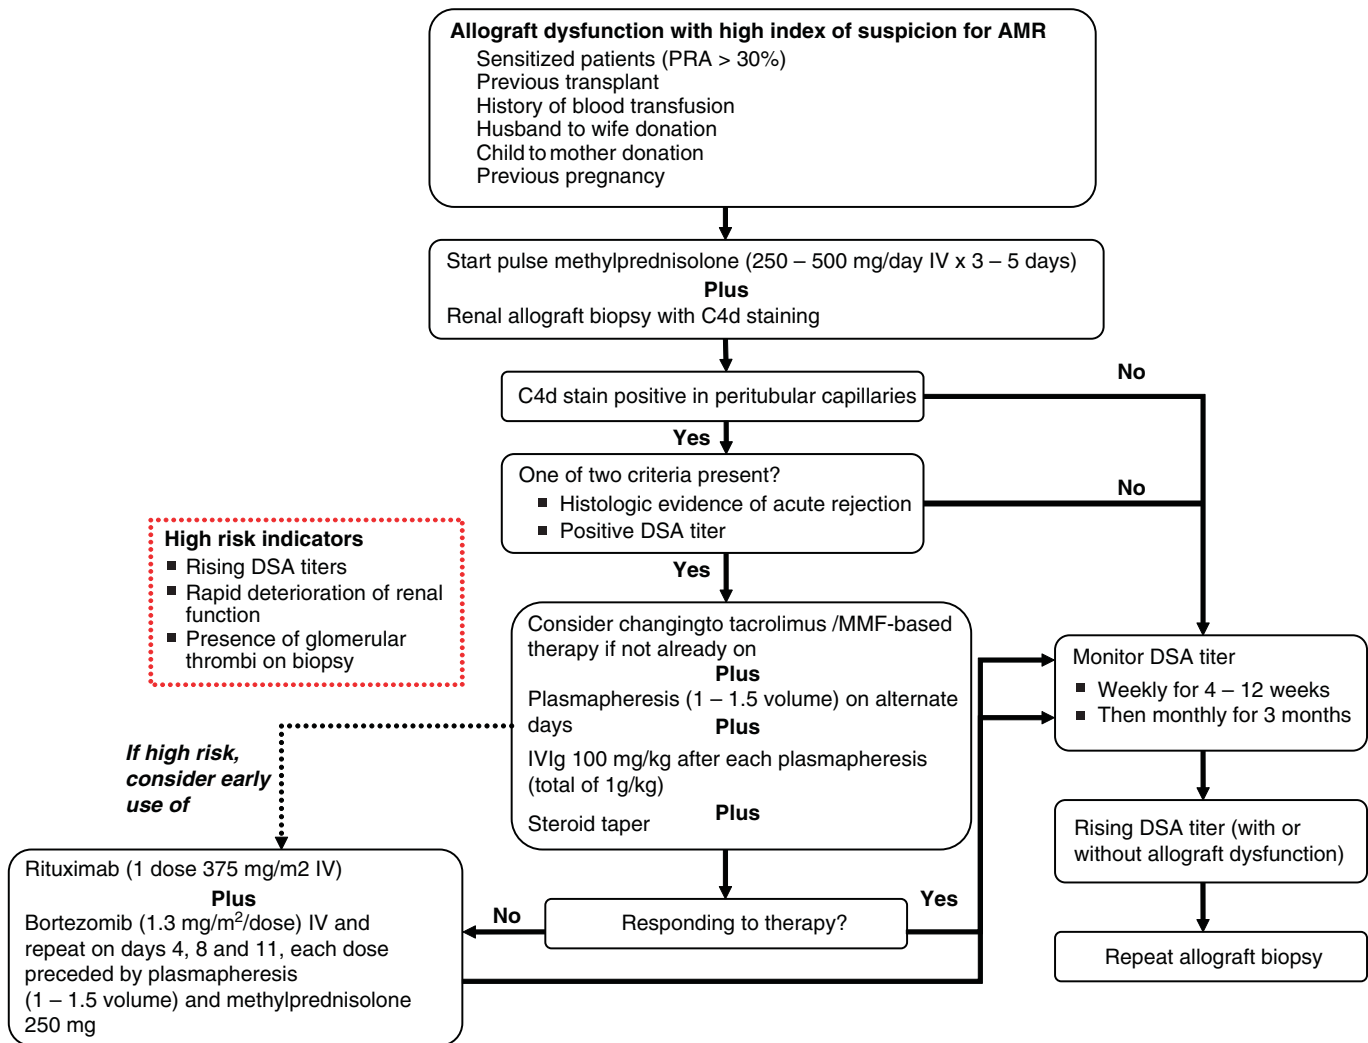 Allograft dysfunction with high index of suspicion for AMR
Sensitized patients (PRA > 30%)
Previous transplant
History of blood transfusion
Husband to wife donation
Child to mother donation
Previous pregnancy
Start pulse methylprednisolone (250 – 500 mg/day IV x 3 – 5 days)
Plus
Renal allograft biopsy with C4d staining
C4d stain positive in peritubular capillaries
No
Yes
One of two criteria present?
■ Histologic evidence of acute rejection
■ Positive DSA titer
No
Yes
High risk indicators
■ Rising DSA titers
■ Rapid deterioration of renal
function
■ Presence of glomerular
thrombi on biopsy
Consider changingto tacrolimus /MMF-based
therapy if not already on
Plus
Plasmapheresis (1 – 1.5 volume) on alternate
days
Plus
IVIg 100 mg/kg after each plasmapheresis
(total of 1g/kg)
Plus
Steroid taper
If high risk,
consider early
use of
Rituximab (1 dose 375 mg/m2 IV)
Plus
Bortezomib (1.3 mg/m²/dose) IV and
repeat on days 4, 8 and 11, each dose
preceded by plasmapheresis
(1 – 1.5 volume) and methylprednisolone
250 mg
No
Responding to therapy?
Yes
Monitor DSA titer
■ Weekly for 4 – 12 weeks
■ Then monthly for 3 months
Rising DSA titer (with or
without allograft dysfunction)
Repeat allograft biopsy